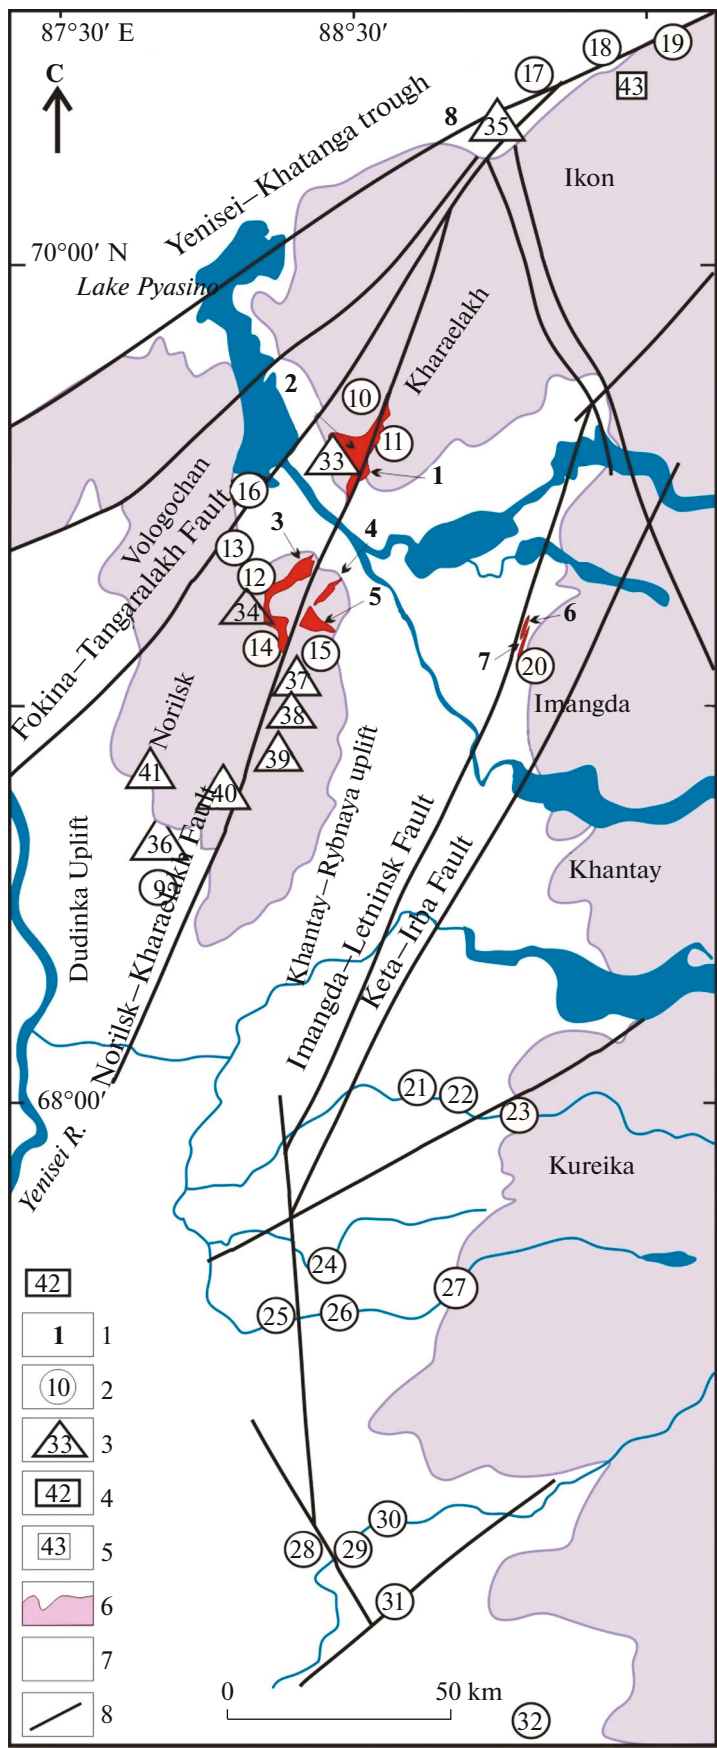 87°30′ E
88°30′
C
17
18
19
43
8
35
Yenisei–Khatanga trough
Ikon
70°00′ N
Lake Pyasino
Kharaelakh
2
10
11
33
1
Vologochan
16
Fokina–Tangaralakh Fault
13
3
4
12
34
5
14
15
6
7
20
37
Norilsk
38
Imangda
39
41
40
36
9
Dudinka Uplift
Norilsk–Kharaelakh Fault
Khantay–Rybnaya uplift
Imangda–Letninsk Fault
Keta–Irba Fault
Khantay
68°00′
21
22
23
Yenisei R.
Kureika
24
27
25
26
42
1 1
10 2
33 3
42 4
43 5
6
7
8
30
28
29
31
0 50 km
32